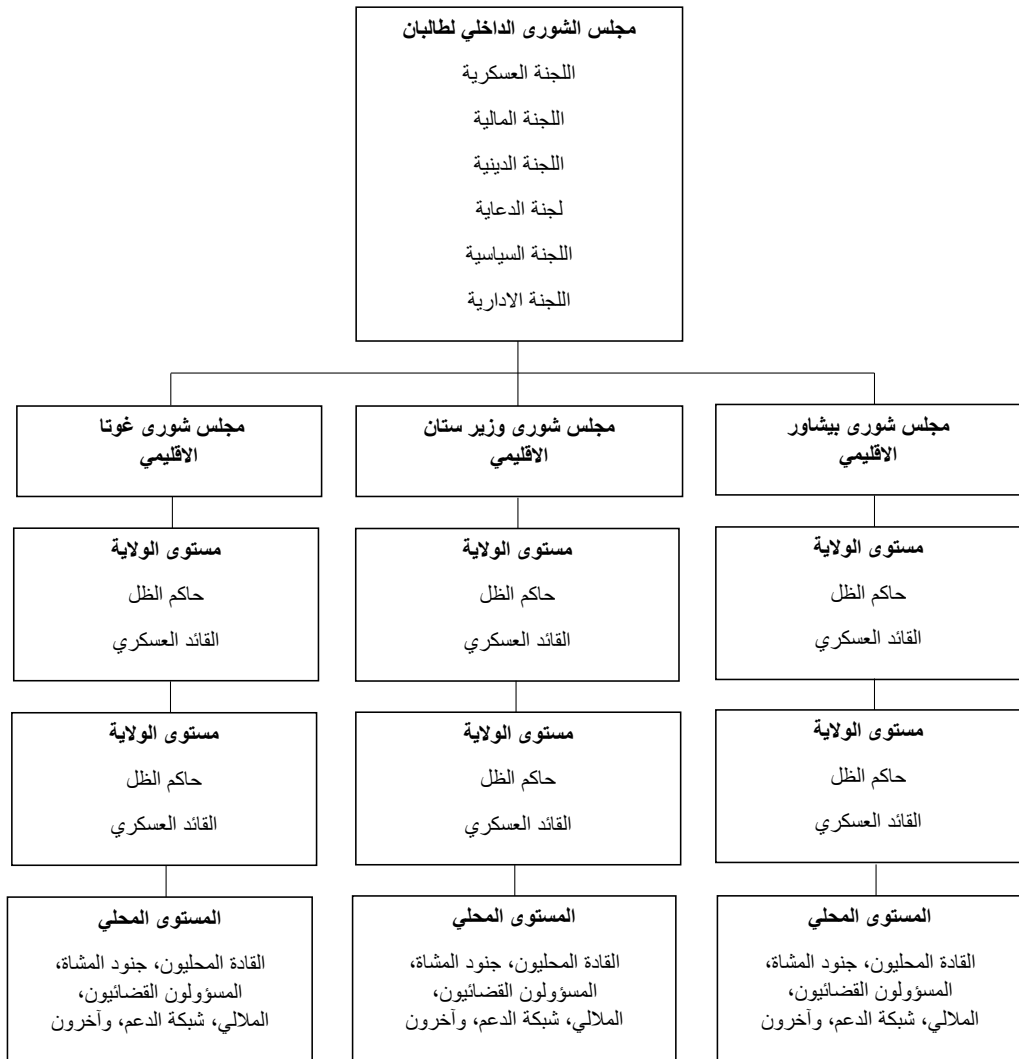 مجلس الشورى الداخلي لطالبان
اللجنة العسكرية
اللجنة المالية
اللجنة الدينية
لجنة الدعاية
اللجنة السياسية
اللجنة الادارية
مجلس شورى بيشاور
الاقليمي
مجلس شورى وزير ستان
الاقليمي
مجلس شورى غوتا
الاقليمي
مستوى الولاية
حاكم الظل
القائد العسكري
مستوى الولاية
حاكم الظل
القائد العسكري
مستوى الولاية
حاكم الظل
القائد العسكري
مستوى الولاية
حاكم الظل
القائد العسكري
مستوى الولاية
حاكم الظل
القائد العسكري
مستوى الولاية
حاكم الظل
القائد العسكري
المستوى المحلي
القادة المحليون، جنود المشاة،
المسؤولون القضائيون،
الملالي، شبكة الدعم، وآخرون
المستوى المحلي
القادة المحليون، جنود المشاة،
المسؤولون القضائيون،
الملالي، شبكة الدعم، وآخرون
المستوى المحلي
القادة المحليون، جنود المشاة،
المسؤولون القضائيون،
الملالي، شبكة الدعم، وآخرون